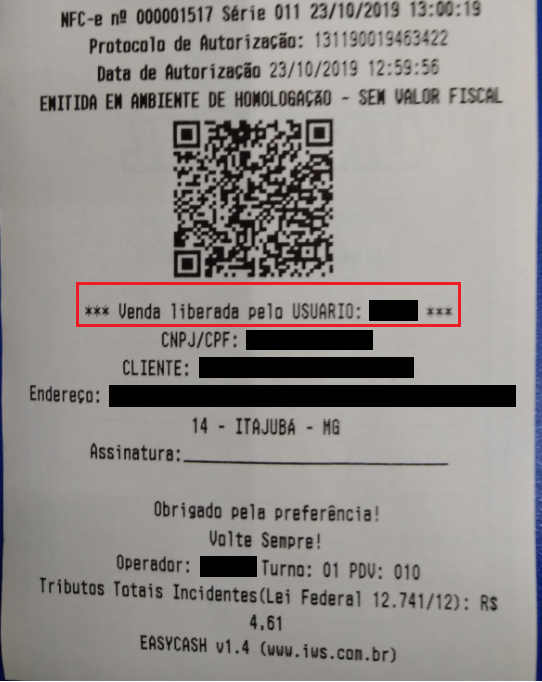 NFC-e nº 000001517 Série 011 23/10/2019 13:00:19
Protocolo de Autorização: 131190019463422
Data de Autorização 23/10/2019 12:59:56
EMITIDA EM AMBIENTE DE HOMOLOGAÇÃO - SEM VALOR FISCAL
*** Venda liberada pelo USUARIO: ***
CNPJ/CPF:
CLIENTE:
Endereço:
14 - ITAJUBÁ - MG
Assinatura:
Obrigado pela preferência!
Volte Sempre!
Operador: Turno: 01 PDV: 010
Tributos Totais Incidentes(Lei Federal 12.741/12): R$
4,61
EASYCASH v1.4 (www.iws.com.br)